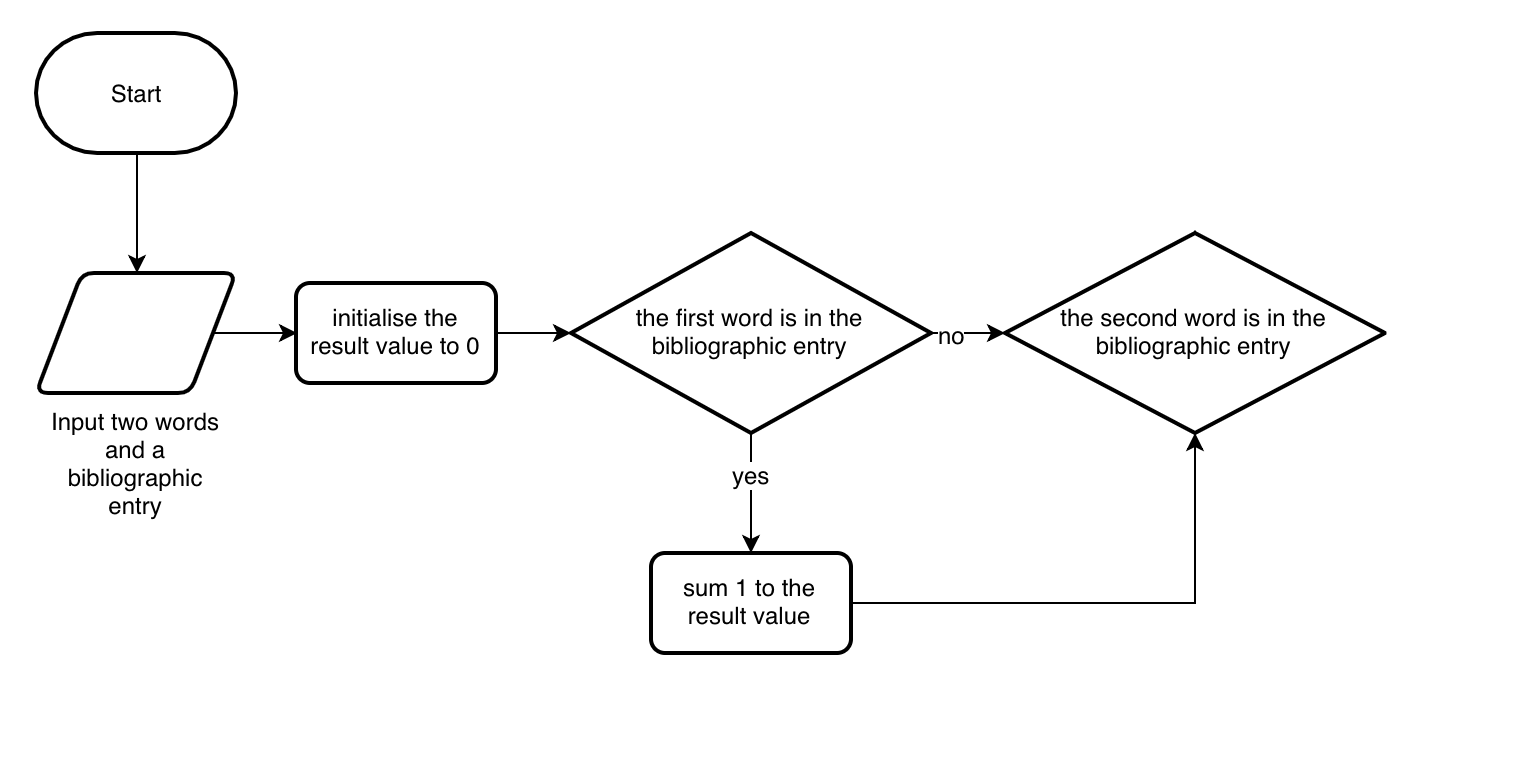 Start
Input two words
and a
bibliographic
entry
initialise the
result value to 0
the first word is in the
bibliographic entry
no
the second word is in the
bibliographic entry
yes
sum 1 to the
result value